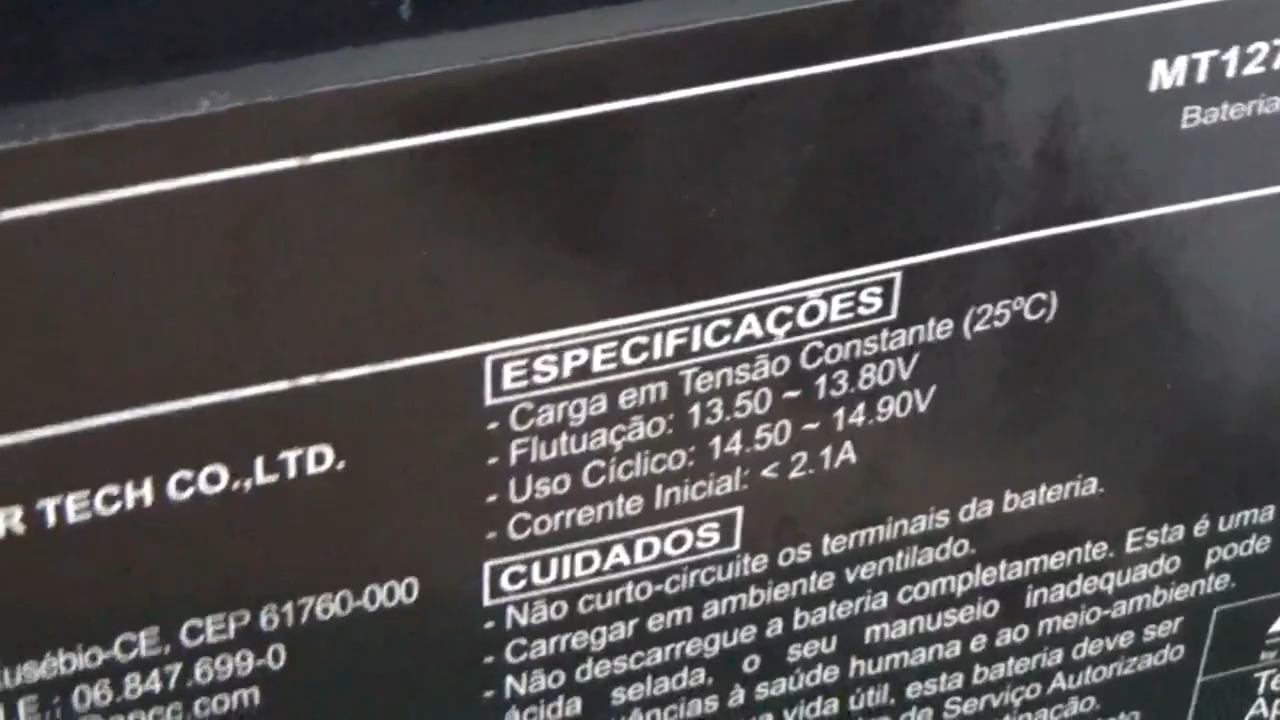 MT127
Bateria
ESPECIFICAÇÕES
- Carga em Tensão Constante (25ºC)
- Flutuação: 13.50 ~ 13.80V
- Uso Cíclico: 14.50 ~ 14.90V
- Corrente Inicial: < 2.1A
CUIDADOS
- Não curto-circuite os terminais da bateria.
- Carregar em ambiente ventilado.
- Não descarregue a bateria completamente. Esta é uma
ácida selada, o seu manuseio inadequado pode
à saúde humana e ao meio-ambiente.
vida útil, esta bateria deve ser
de Serviço Autorizado
R TECH CO.,LTD.
usébio-CE, CEP 61760-000
06.847.699-0